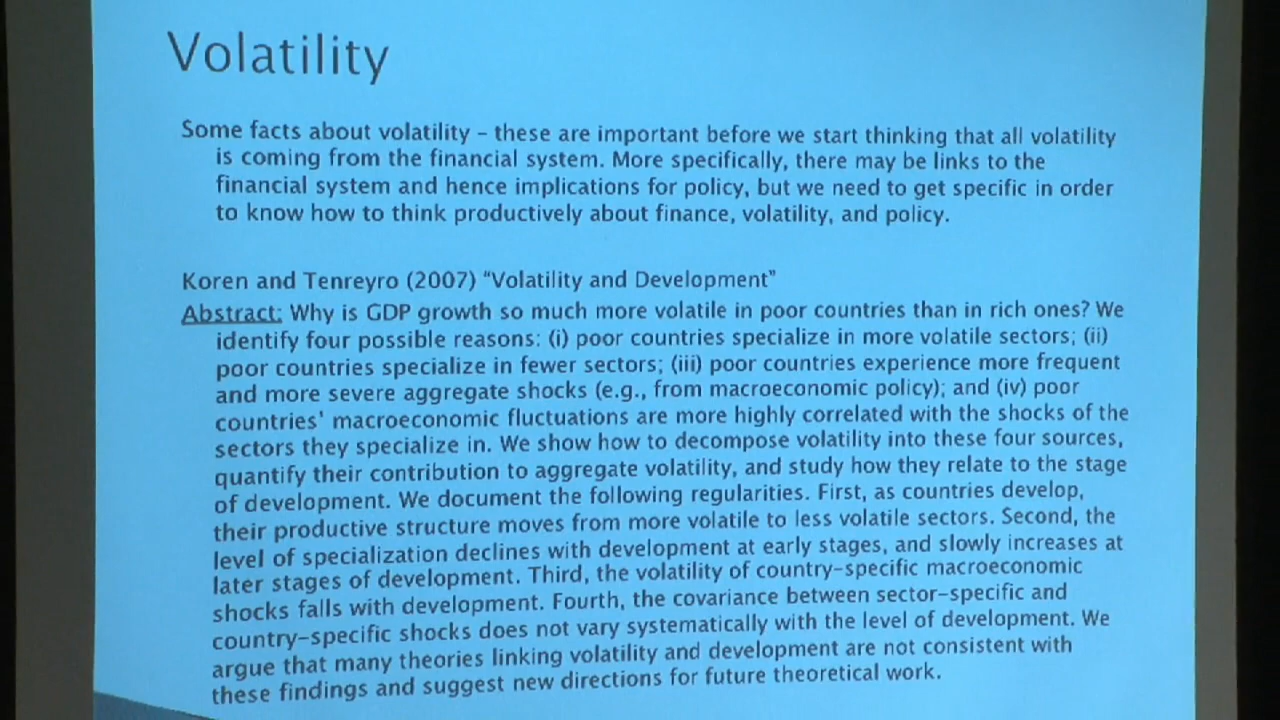 Volatility
Some facts about volatility – these are important before we start thinking that all volatility
is coming from the financial system. More specifically, there may be links to the
financial system and hence implications for policy, but we need to get specific in order
to know how to think productively about finance, volatility, and policy.
Koren and Tenreyro (2007) “Volatility and Development”
Abstract: Why is GDP growth so much more volatile in poor countries than in rich ones? We
identify four possible reasons: (i) poor countries specialize in more volatile sectors; (ii)
poor countries specialize in fewer sectors; (iii) poor countries experience more frequent
and more severe aggregate shocks (e.g., from macroeconomic policy); and (iv) poor
countries' macroeconomic fluctuations are more highly correlated with the shocks of the
sectors they specialize in. We show how to decompose volatility into these four sources,
quantify their contribution to aggregate volatility, and study how they relate to the stage
of development. We document the following regularities. First, as countries develop,
their productive structure moves from more volatile to less volatile sectors. Second, the
level of specialization declines with development at early stages, and slowly increases at
later stages of development. Third, the volatility of country-specific macroeconomic
shocks falls with development. Fourth, the covariance between sector-specific and
country-specific shocks does not vary systematically with the level of development. We
argue that many theories linking volatility and development are not consistent with
these findings and suggest new directions for future theoretical work.